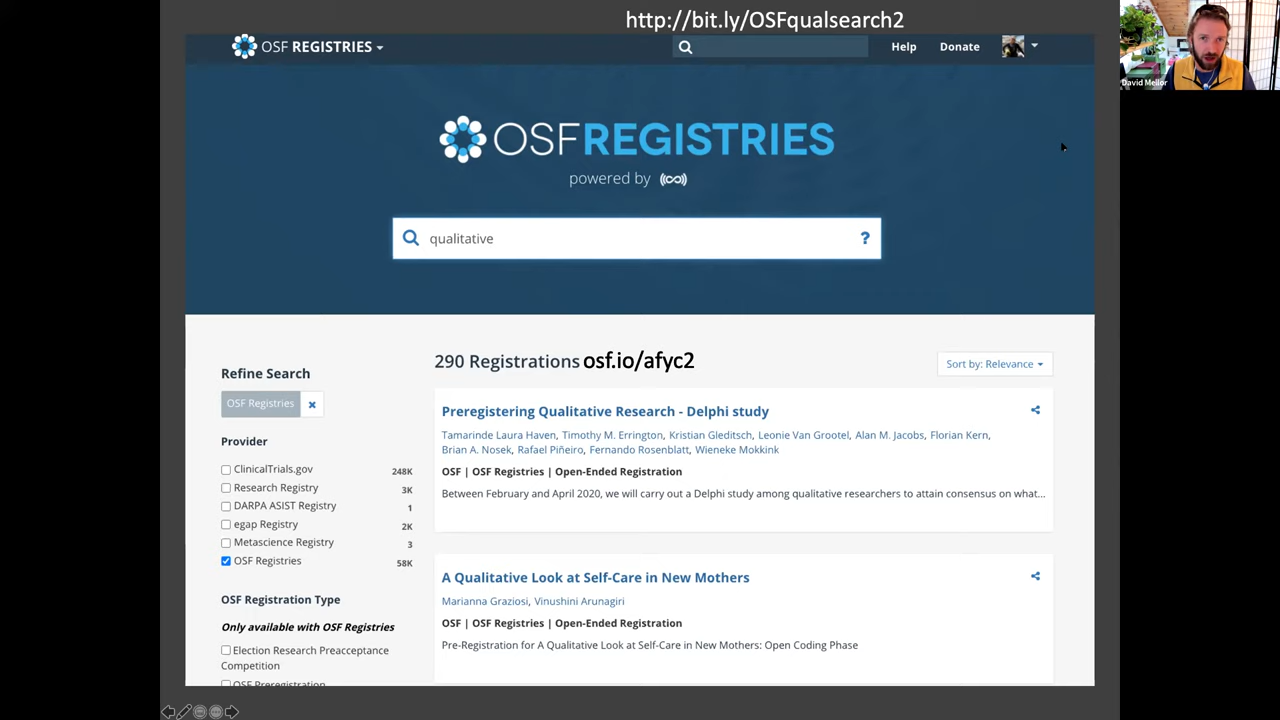 http://bit.ly/OSFqualsearch2
OSF REGISTRIES
Help
Donate
David Mellor
OSFREGISTRIES
powered by
qualitative
?
290 Registrations osf.io/afyc2
Sort by: Relevance
Refine Search
OSF Registries
Provider
ClinicalTrials.gov 248K
Research Registry 3K
DARPA ASIST Registry 1
egap Registry 2K
Metascience Registry 3
OSF Registries 58K
OSF Registration Type
Only available with OSF Registries
Election Research Preacceptance
Competition
OSF Preregistration
Preregistering Qualitative Research - Delphi study
Tamarinde Laura Haven, Timothy M. Errington, Kristian Gleditsch, Leonie Van Grootel, Alan M. Jacobs, Florian Kern,
Brian A. Nosek, Rafael Piñeiro, Fernando Rosenblatt, Wieneke Mokkink
OSF | OSF Registries | Open-Ended Registration
Between February and April 2020, we will carry out a Delphi study among qualitative researchers to attain consensus on what...
A Qualitative Look at Self-Care in New Mothers
Marianna Graziosi, Vinushini Arunagiri
OSF | OSF Registries | Open-Ended Registration
Pre-Registration for A Qualitative Look at Self-Care in New Mothers: Open Coding Phase